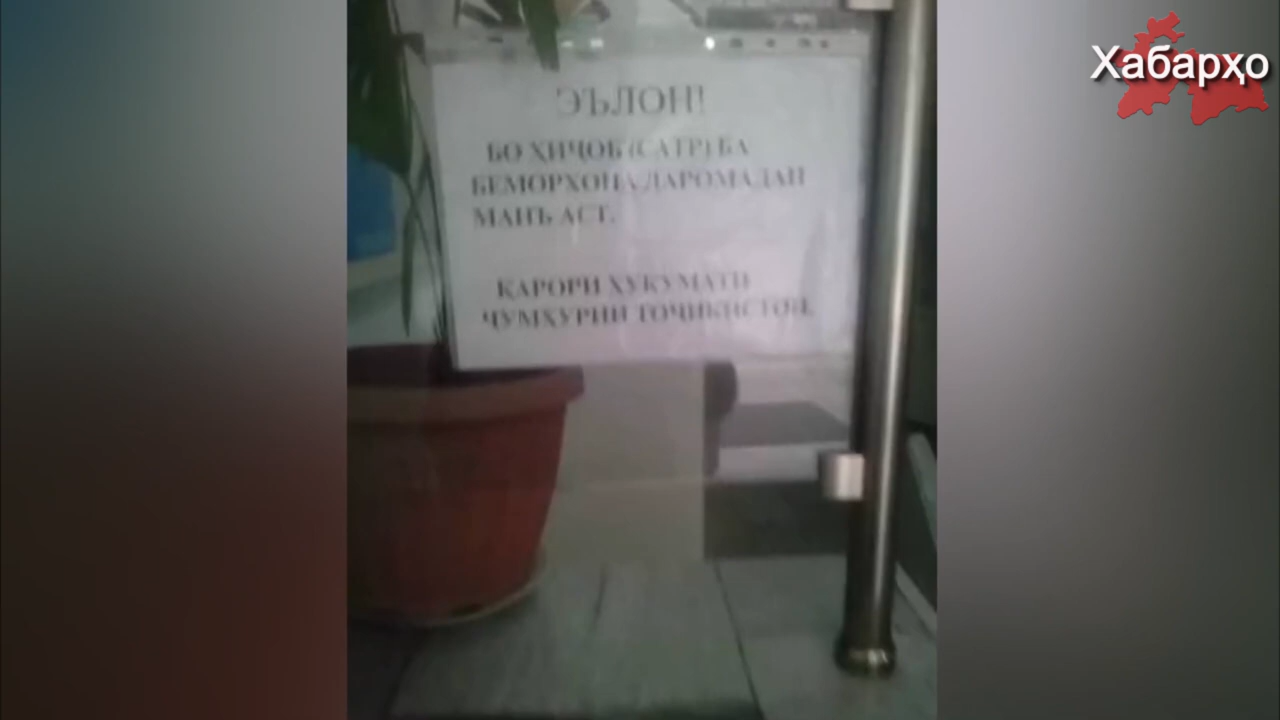 Хабарҳо
ЭЪЛОН!
БО ҲИҶОБ (САТР) БА
БЕМОРХОНА ДАРОМАДАН
МАНЪ АСТ.
ҚАРОРИ ҲУКУМАТИ
ҶУМҲУРИИ ТОҶИКИСТОН.